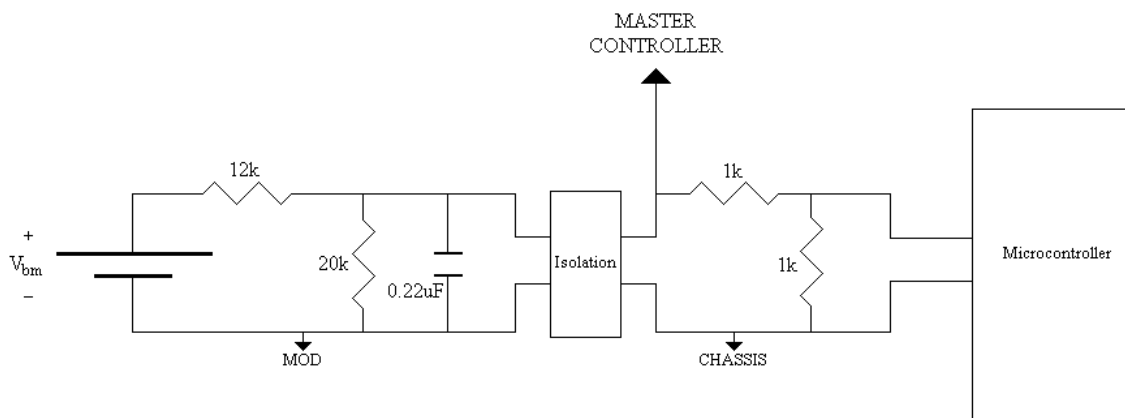 MASTER
CONTROLLER
12k
1k
+
V_bm
−
20k
0.22uF
Isolation
1k
Microcontroller
MOD
CHASSIS